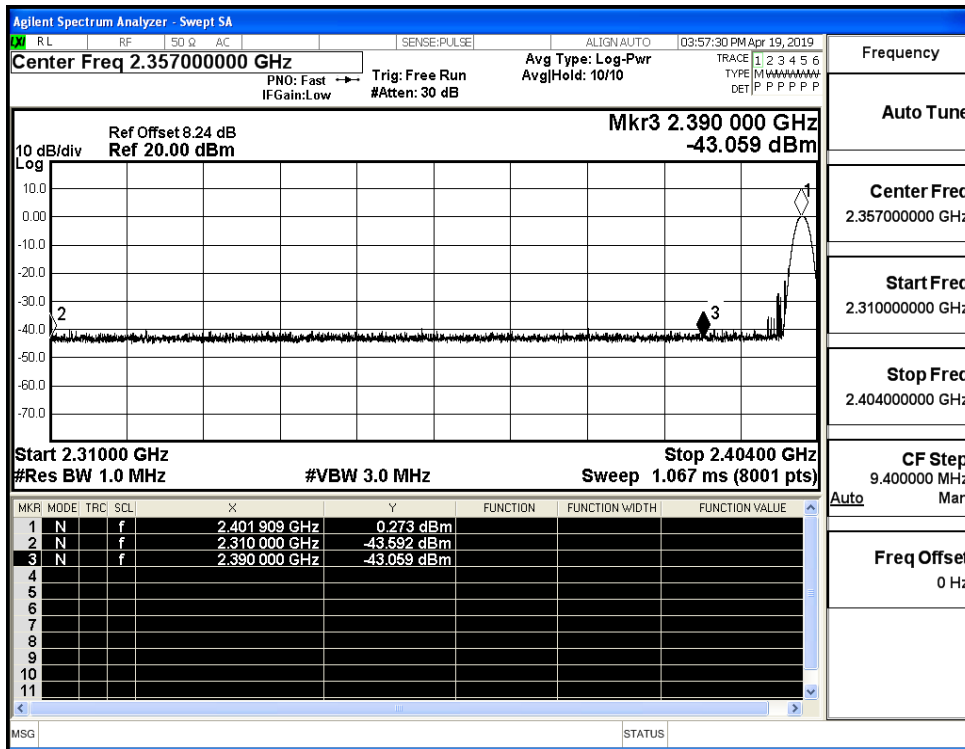 Agilent Spectrum Analyzer - Swept SA
LXI RL RF 50 Ω AC SENSE:PULSE ALIGN AUTO 03:57:30 PM Apr 19, 2019
Center Freq 2.357000000 GHz
PNO: Fast
IFGain:Low
Trig: Free Run
#Atten: 30 dB
Avg Type: Log-Pwr
Avg|Hold: 10/10
TRACE 1 2 3 4 5 6
TYPE M WWWWW
DET P P P P P P
Mkr3 2.390 000 GHz
-43.059 dBm
Ref Offset 8.24 dB
10 dB/div Ref 20.00 dBm
Log
10.0
0.00
-10.0
-20.0
-30.0
-40.0
-50.0
-60.0
-70.0
1
2
3
Start 2.31000 GHz Stop 2.40400 GHz
#Res BW 1.0 MHz #VBW 3.0 MHz Sweep 1.067 ms (8001 pts)
MKR MODE TRC SCL X Y FUNCTION FUNCTION WIDTH FUNCTION VALUE
1 N f 2.401 909 GHz 0.273 dBm
2 N f 2.310 000 GHz -43.592 dBm
3 N f 2.390 000 GHz -43.059 dBm
4
5
6
7
8
9
10
11
MSG STATUS
Frequency
Auto Tune
Center Freq
2.357000000 GHz
Start Freq
2.310000000 GHz
Stop Freq
2.404000000 GHz
CF Step
9.400000 MHz
Auto Man
Freq Offset
0 Hz